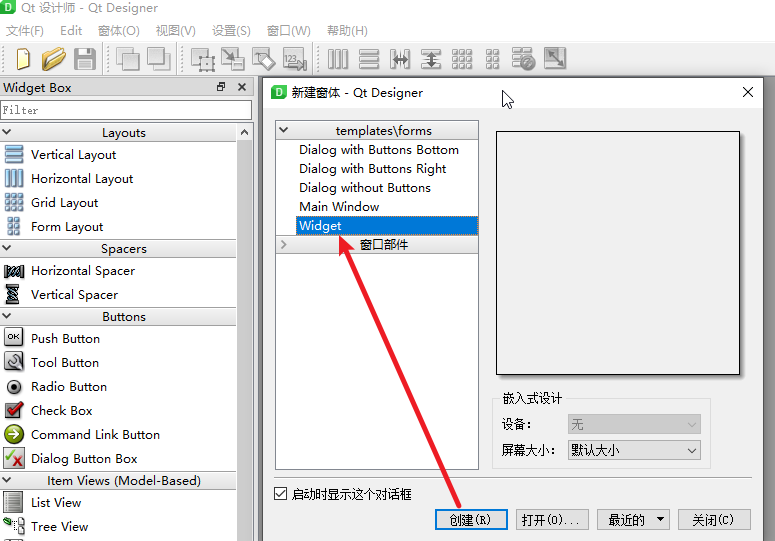 Qt 设计师 - Qt Designer
文件(F) Edit 窗体(O) 视图(V) 设置(S) 窗口(W) 帮助(H)
123
Widget Box
Filter
Layouts
Vertical Layout
Horizontal Layout
Grid Layout
Form Layout
Spacers
Horizontal Spacer
Vertical Spacer
Buttons
OK Push Button
Tool Button
Radio Button
Check Box
Command Link Button
Dialog Button Box
Item Views (Model-Based)
List View
Tree View
新建窗体 - Qt Designer
templates\forms
Dialog with Buttons Bottom
Dialog with Buttons Right
Dialog without Buttons
Main Window
Widget
窗口部件
嵌入式设计
设备: 无
屏幕大小: 默认大小
启动时显示这个对话框
创建(R) 打开(O)... 最近的 关闭(C)